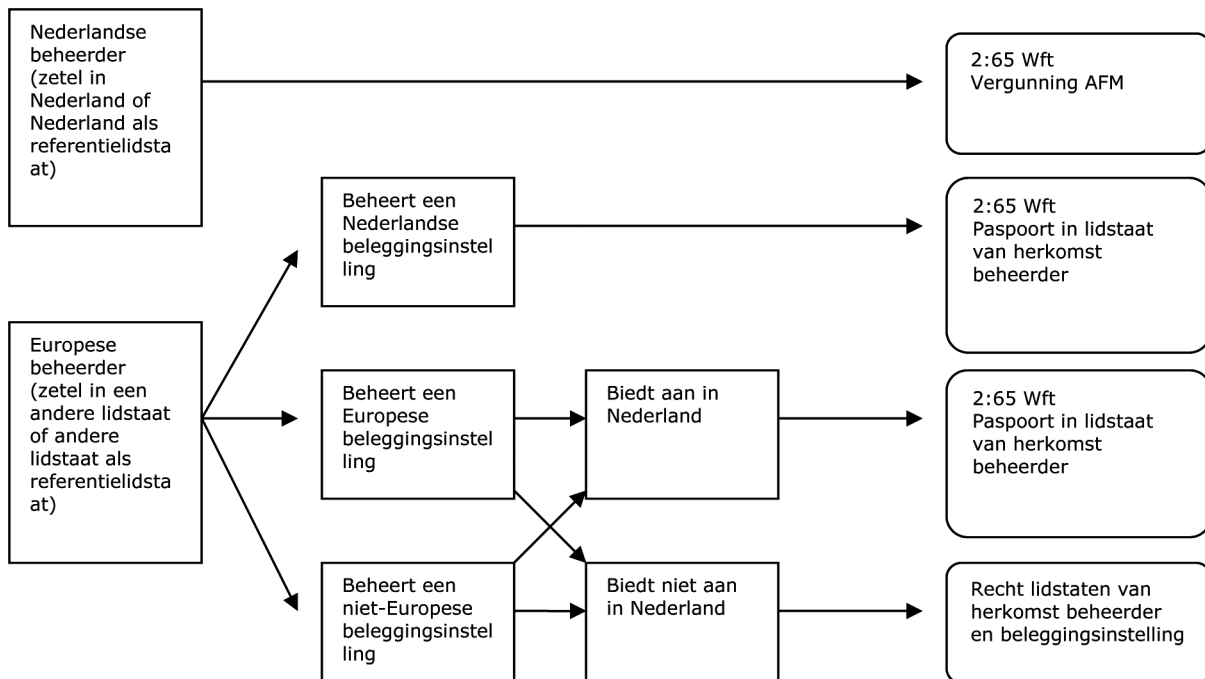 Nederlandse
beheerder
(zetel in
Nederland of
Nederland als
referentielidsta
at)
2:65 Wft
Vergunning AFM
Beheert een
Nederlandse
beleggingsinstel
ling
2:65 Wft
Paspoort in lidstaat
van herkomst
beheerder
Europese
beheerder
(zetel in een
andere lidstaat
of andere
lidstaat als
referentielidsta
at)
Beheert een
Europese
beleggingsinstel
ling
Biedt aan in
Nederland
2:65 Wft
Paspoort in lidstaat
van herkomst
beheerder
Beheert een
niet-Europese
beleggingsinstel
ling
Biedt niet aan
in Nederland
Recht lidstaten van
herkomst beheerder
en beleggingsinstelling